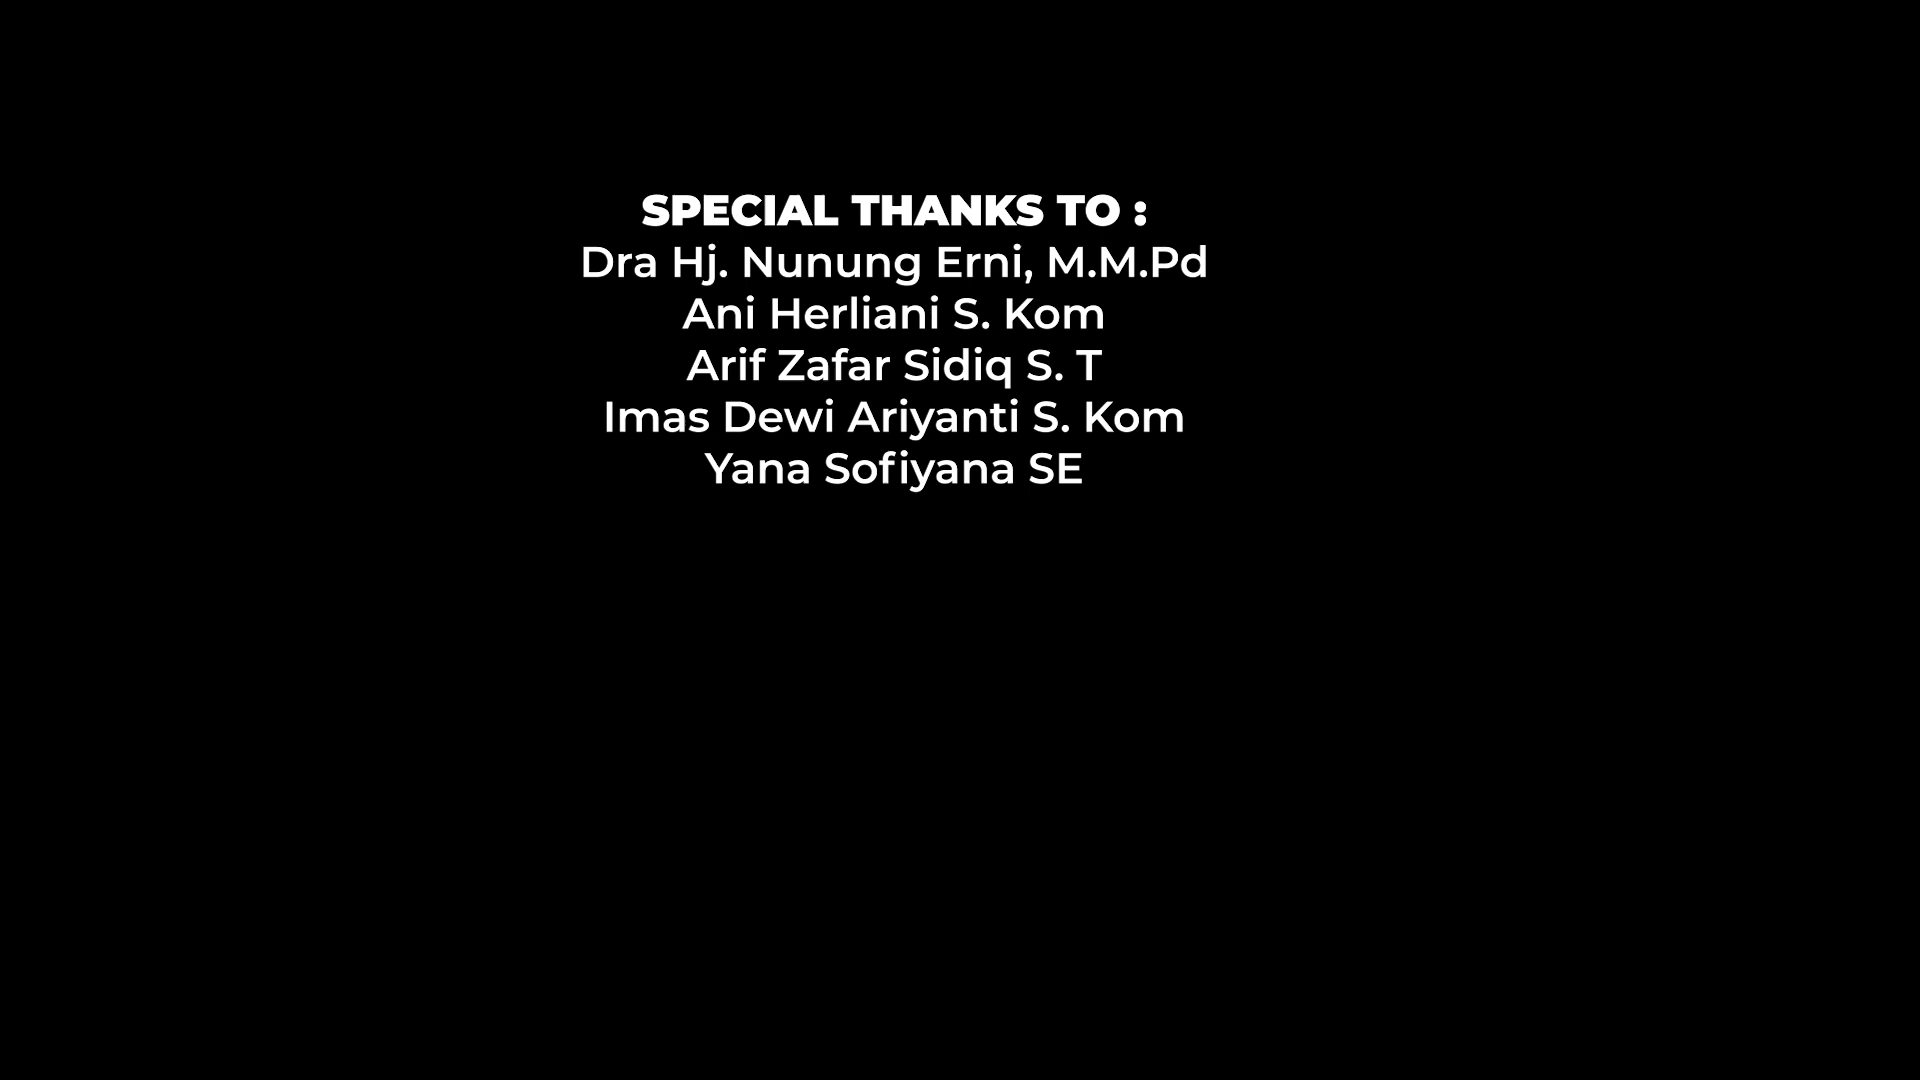 SPECIAL THANKS TO :
Dra Hj. Nunung Erni, M.M.Pd
Ani Herliani S. Kom
Arif Zafar Sidiq S. T
Imas Dewi Ariyanti S. Kom
Yana Sofiyana SE